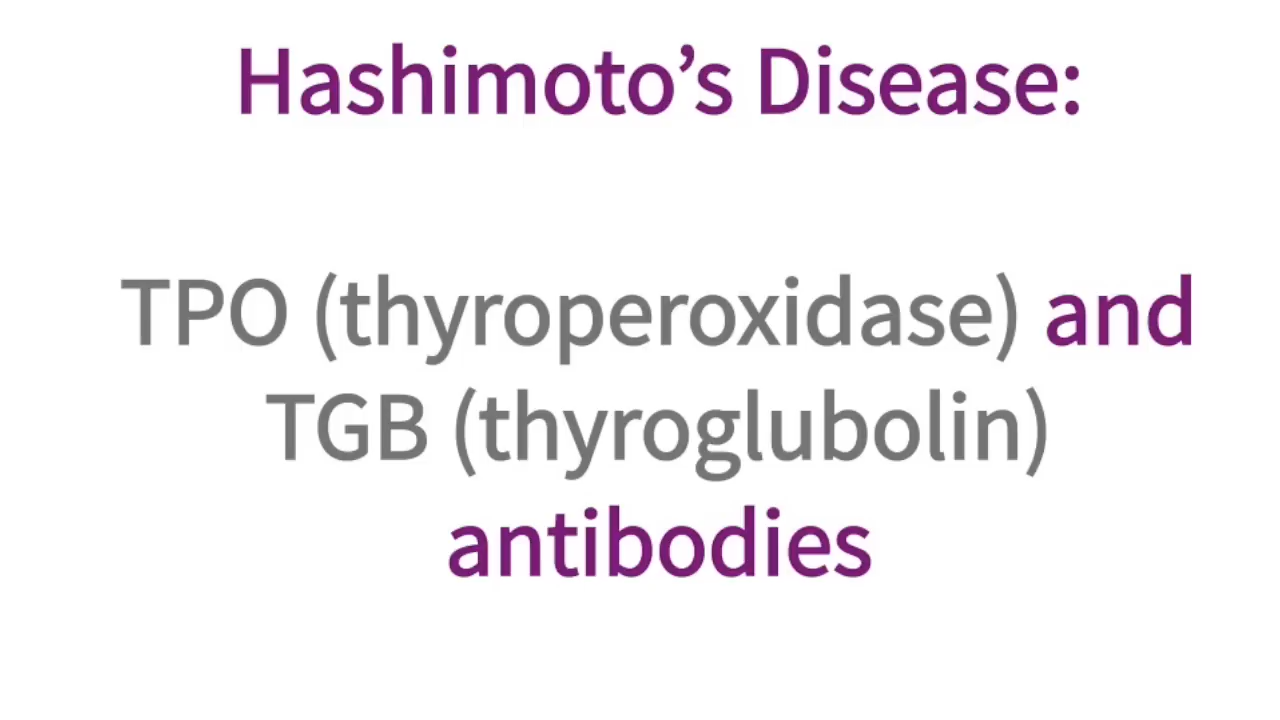 Hashimoto’s Disease:
TPO (thyroperoxidase) and
TGB (thyroglubolin)
antibodies